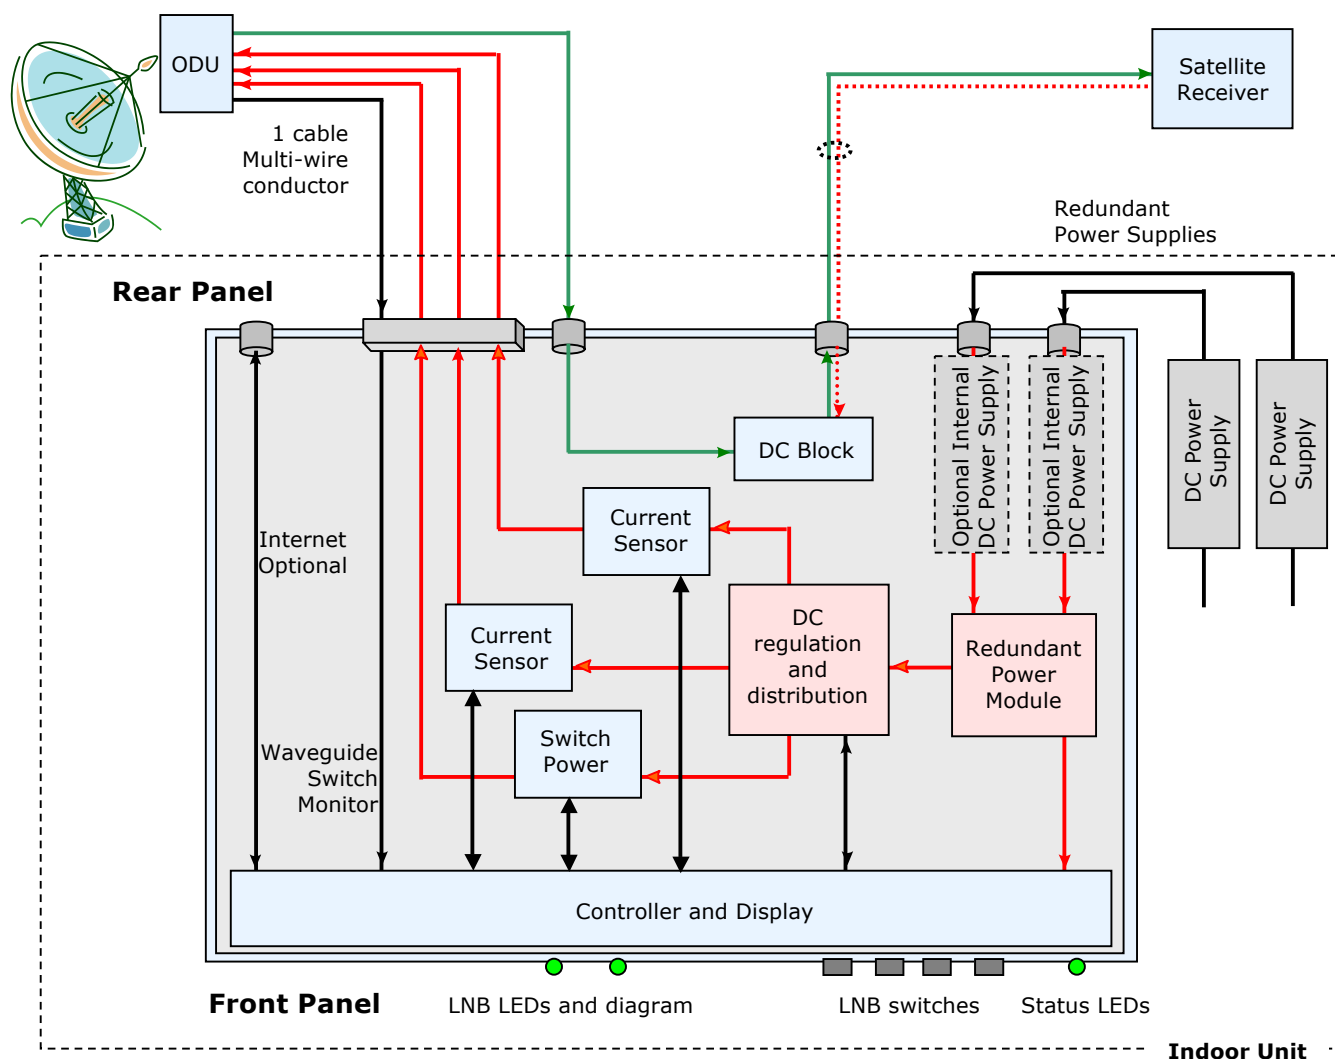 ODU
Satellite
Receiver
1 cable
Multi-wire
conductor
Redundant
Power Supplies
Rear Panel
Optional Internal
DC Power Supply
Optional Internal
DC Power Supply
DC Power
Supply
DC Power
Supply
DC Block
Current
Sensor
Internet
Optional
DC
regulation
and
distribution
Current
Sensor
Redundant
Power
Module
Switch
Power
Waveguide
Switch
Monitor
Controller and Display
Front Panel
LNB LEDs and diagram
LNB switches
Status LEDs
Indoor Unit